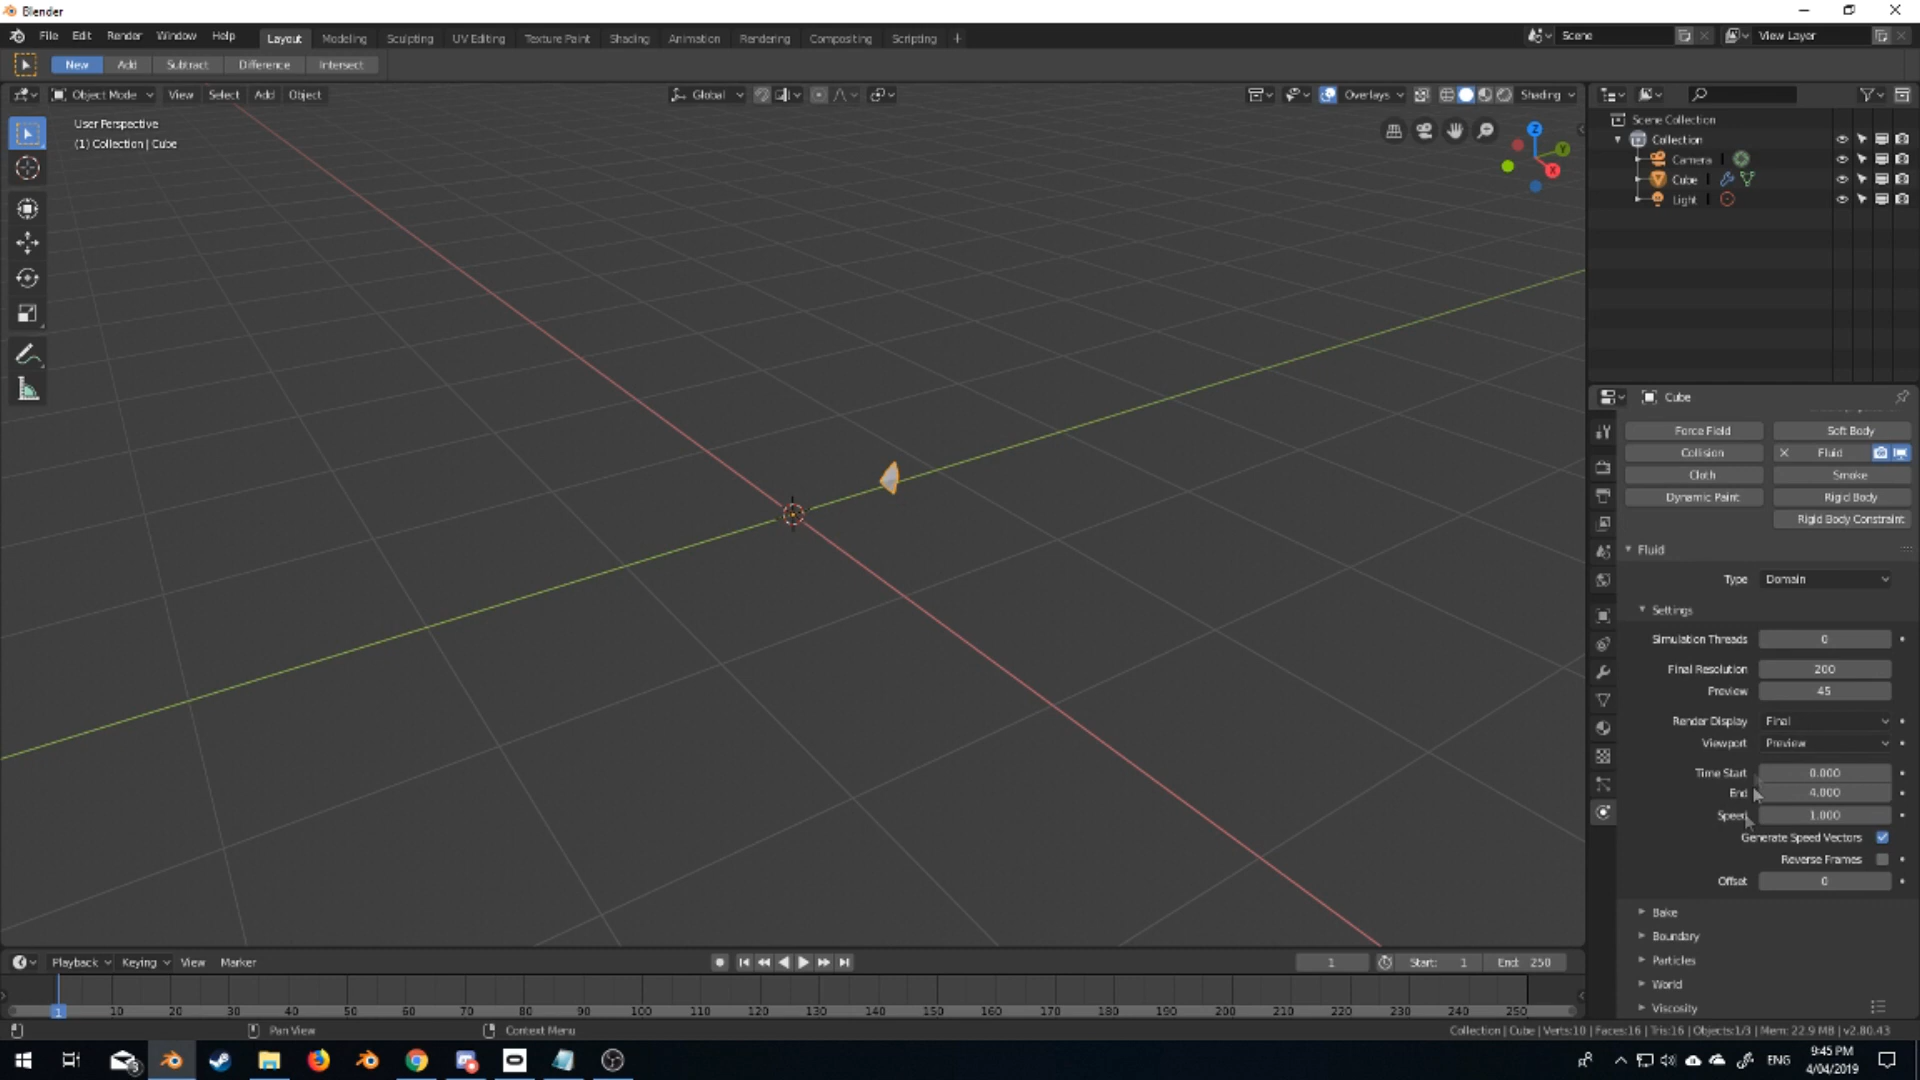 Blender
File Edit Render Window Help Layout Modeling Sculpting UV Editing Texture Paint Shading Animation Rendering Compositing Scripting + Scene View Layer
New Add Subtract Difference Intersect
Object Mode View Select Add Object Global Overlays Shading
User Perspective
(1) Collection | Cube
Z
Y
X
Scene Collection
Collection
Camera
Cube
Light
Cube
Force Field Soft Body
Collision Fluid
Cloth Smoke
Dynamic Paint Rigid Body
Rigid Body Constraint
Fluid
Type Domain
Settings
Simulation Threads 0
Final Resolution 200
Preview 45
Render Display Final
Viewport Preview
Time Start 0.000
End 4.000
Speed 1.000
Generate Speed Vectors
Reverse Frames
Offset 0
Bake
Boundary
Particles
World
Viscosity
Playback Keying View Marker 1 Start: 1 End: 250
1 10 20 30 40 50 60 70 80 90 100 110 120 130 140 150 160 170 180 190 200 210 220 230 240 250
Pan View Context Menu Collection | Cube | Verts:10 | Faces:16 | Tris:16 | Objects:1/3 | Mem: 22.9 MB | v2.80.43
3 ENG 9:45 PM
4/04/2019